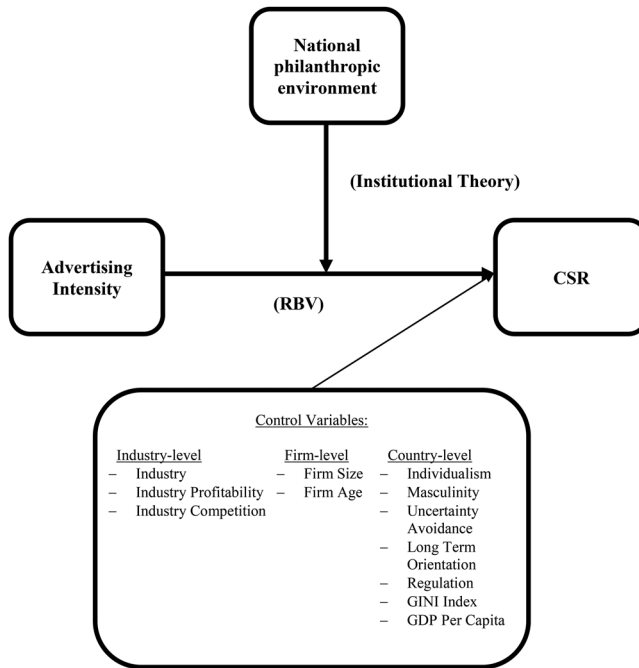 National
philanthropic
environment
(Institutional Theory)
Advertising
Intensity
(RBV)
CSR
Control Variables:
Industry-level
– Industry
– Industry Profitability
– Industry Competition
Firm-level
– Firm Size
– Firm Age
Country-level
– Individualism
– Masculinity
– Uncertainty
Avoidance
– Long Term
Orientation
– Regulation
– GINI Index
– GDP Per Capita